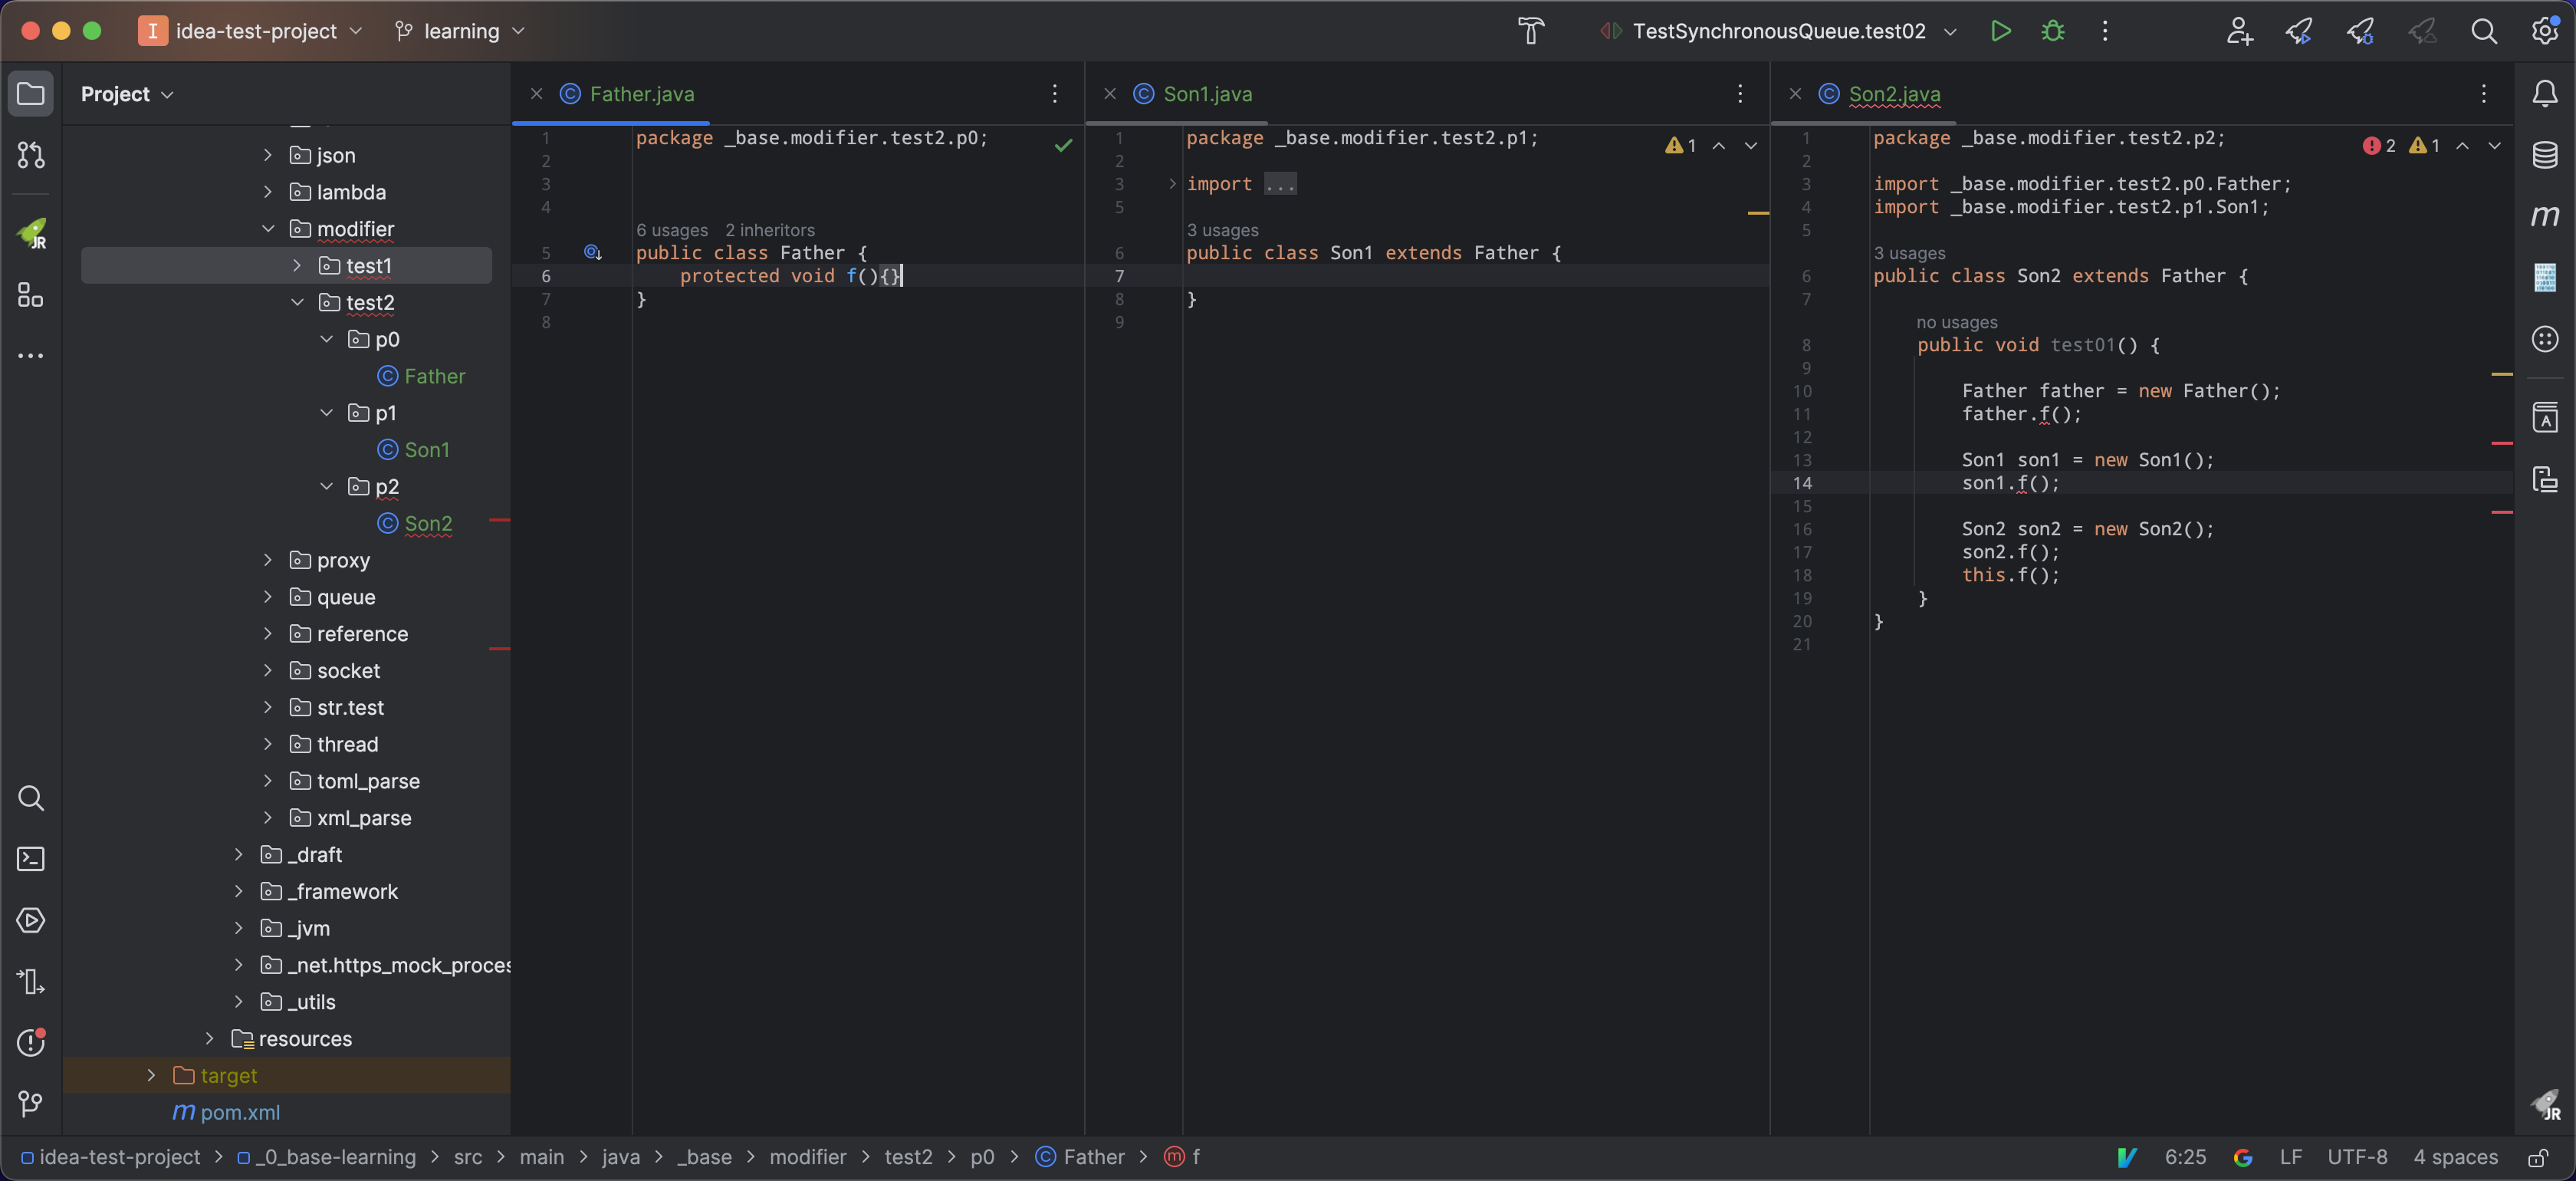 I idea-test-project learning TestSynchronousQueue.test02
Project
json
lambda
modifier
test1
test2
p0
Father
p1
Son1
p2
Son2
proxy
queue
reference
socket
str.test
thread
toml_parse
xml_parse
_draft
_framework
_jvm
_net.https_mock_proces
_utils
resources
target
m pom.xml
Father.java
1 package _base.modifier.test2.p0;
2
3
4
6 usages 2 inheritors
5 public class Father {
6 protected void f(){}
7 }
8
Son1.java
1 package _base.modifier.test2.p1;
1
2
3 import ...
5
3 usages
6 public class Son1 extends Father {
7
8 }
9
Son2.java
1 package _base.modifier.test2.p2;
2 1
2
3 import _base.modifier.test2.p0.Father;
4 import _base.modifier.test2.p1.Son1;
5
3 usages
6 public class Son2 extends Father {
7
no usages
8 public void test01() {
9
10 Father father = new Father();
11 father.f();
12
13 Son1 son1 = new Son1();
14 son1.f();
15
16 Son2 son2 = new Son2();
17 son2.f();
18 this.f();
19 }
20 }
21
m
A
JR
JR
idea-test-project > _0_base-learning > src > main > java > _base > modifier > test2 > p0 > Father > f
6:25 G LF UTF-8 4 spaces